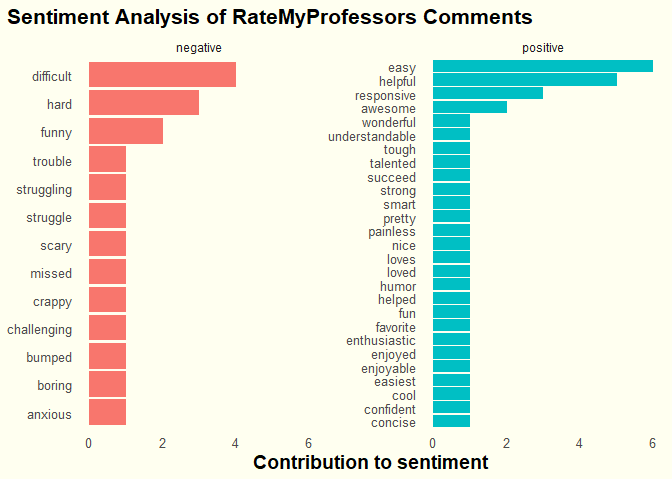 Sentiment Analysis of RateMyProfessors Comments
negative
difficult
hard
funny
trouble
struggling
struggle
scary
missed
crappy
challenging
bumped
boring
anxious
0 2 4 6
positive
easy
helpful
responsive
awesome
wonderful
understandable
tough
talented
succeed
strong
smart
pretty
painless
nice
loves
loved
humor
helped
fun
favorite
enthusiastic
enjoyed
enjoyable
easiest
cool
confident
concise
0 2 4 6
Contribution to sentiment